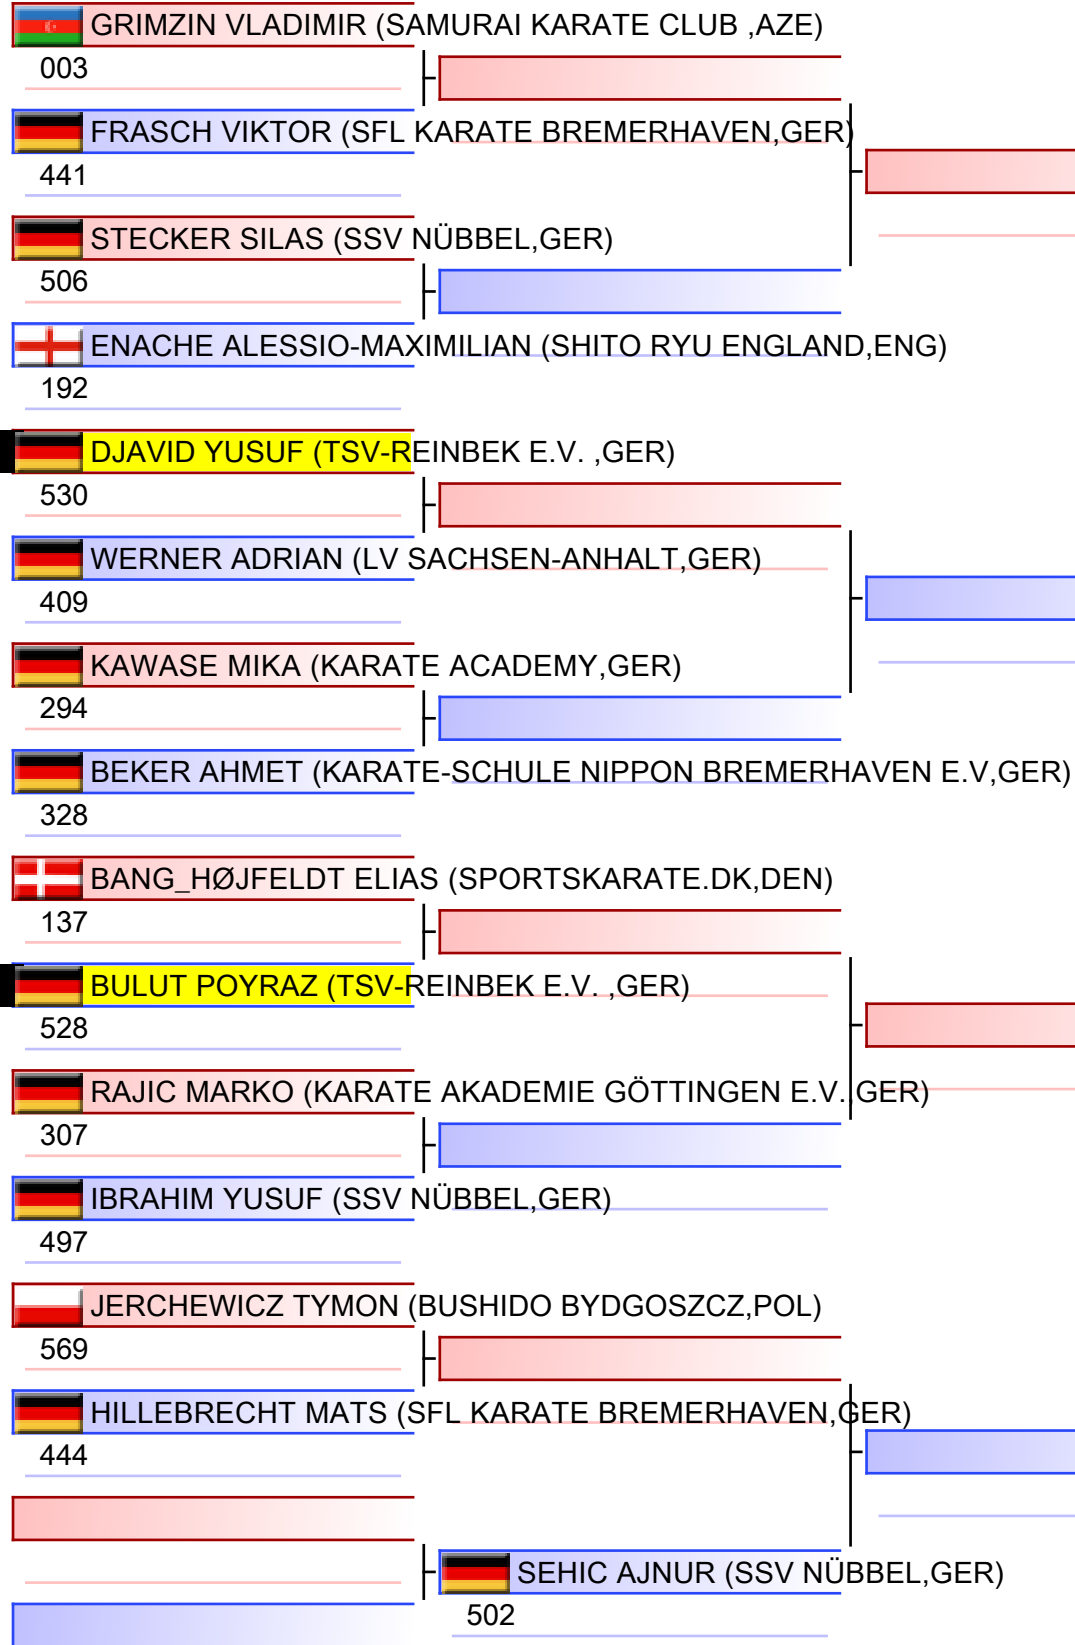 GRIMZIN VLADIMIR (SAMURAI KARATE CLUB ,AZE)
003
FRASCH VIKTOR (SFL KARATE BREMERHAVEN,GER)
441
STECKER SILAS (SSV NÜBBEL,GER)
506
ENACHE ALESSIO-MAXIMILIAN (SHITO RYU ENGLAND,ENG)
192
DJAVID YUSUF (TSV-REINBEK E.V. ,GER)
530
WERNER ADRIAN (LV SACHSEN-ANHALT,GER)
409
KAWASE MIKA (KARATE ACADEMY,GER)
294
BEKER AHMET (KARATE-SCHULE NIPPON BREMERHAVEN E.V,GER)
328
BANG_HØJFELDT ELIAS (SPORTSKARATE.DK,DEN)
137
BULUT POYRAZ (TSV-REINBEK E.V. ,GER)
528
RAJIC MARKO (KARATE AKADEMIE GÖTTINGEN E.V.,GER)
307
IBRAHIM YUSUF (SSV NÜBBEL,GER)
497
JERCHEWICZ TYMON (BUSHIDO BYDGOSZCZ,POL)
569
HILLEBRECHT MATS (SFL KARATE BREMERHAVEN,GER)
444
SEHIC AJNUR (SSV NÜBBEL,GER)
502